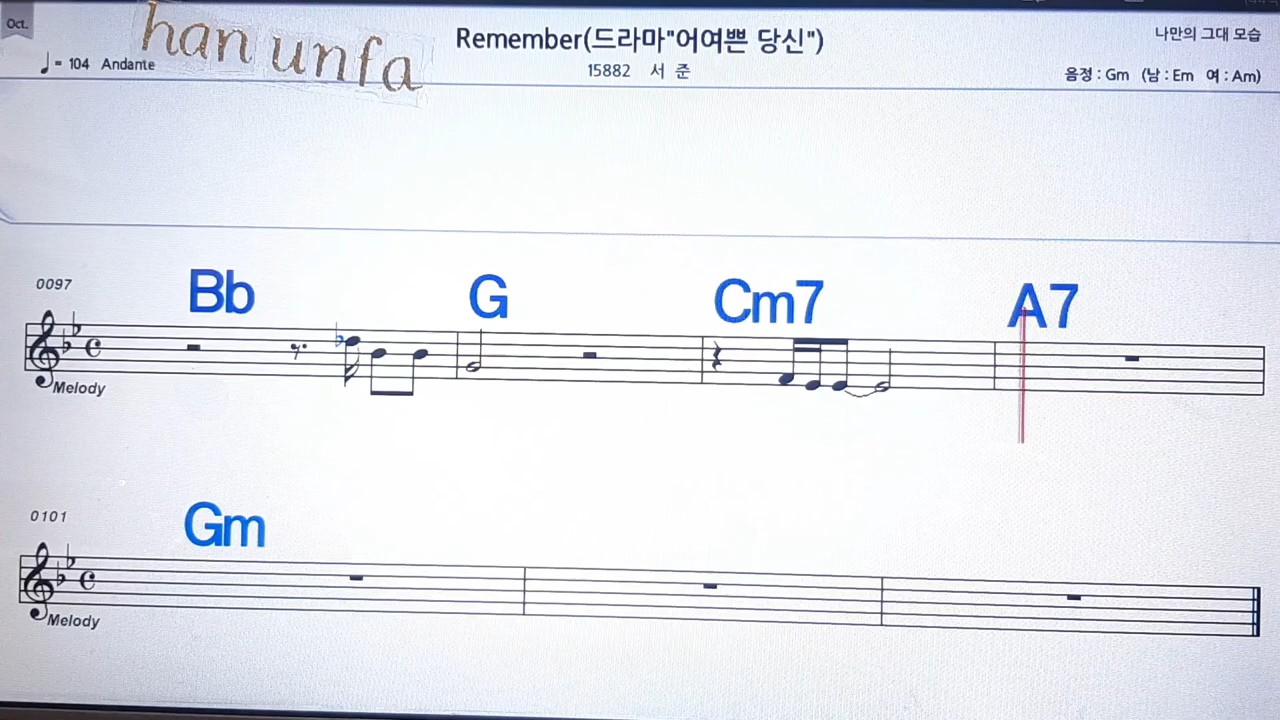 Oct.
han unfa
♩= 104 Andante
Remember(드라마"어여쁜 당신")
15882 서 준
나만의 그대 모습
음정 : Gm (남 : Em 여 : Am)
0097
Bb G Cm7 A7
Melody
0101
Gm
Melody